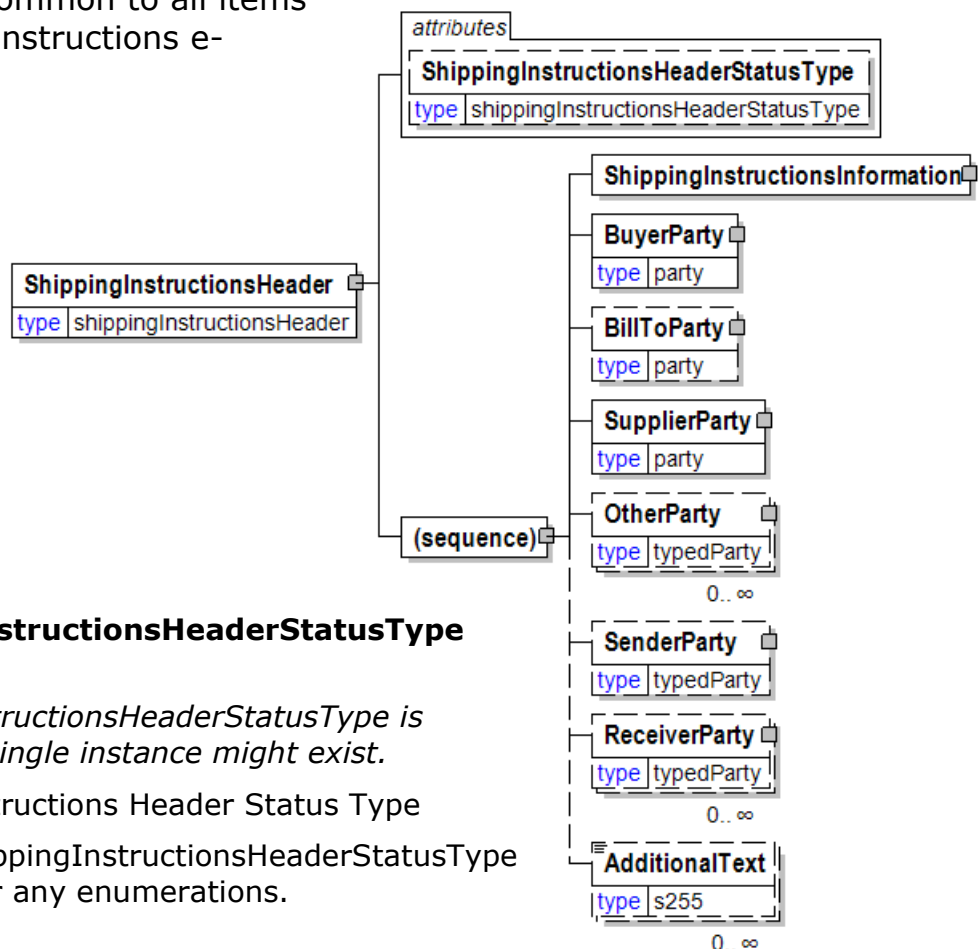 ommon to all items
nstructions e-
attributes
ShippingInstructionsHeaderStatusType
type shippingInstructionsHeaderStatusType
ShippingInstructionsInformation
BuyerParty
type party
ShippingInstructionsHeader
type shippingInstructionsHeader
BillToParty
type party
SupplierParty
type party
(sequence)
OtherParty
type typedParty
0.. ∞
structionsHeaderStatusType
SenderParty
type typedParty
tructionsHeaderStatusType is
ingle instance might exist.
ReceiverParty
type typedParty
0.. ∞
tructions Header Status Type
ppingInstructionsHeaderStatusType
r any enumerations.
AdditionalText
type s255
0.. ∞